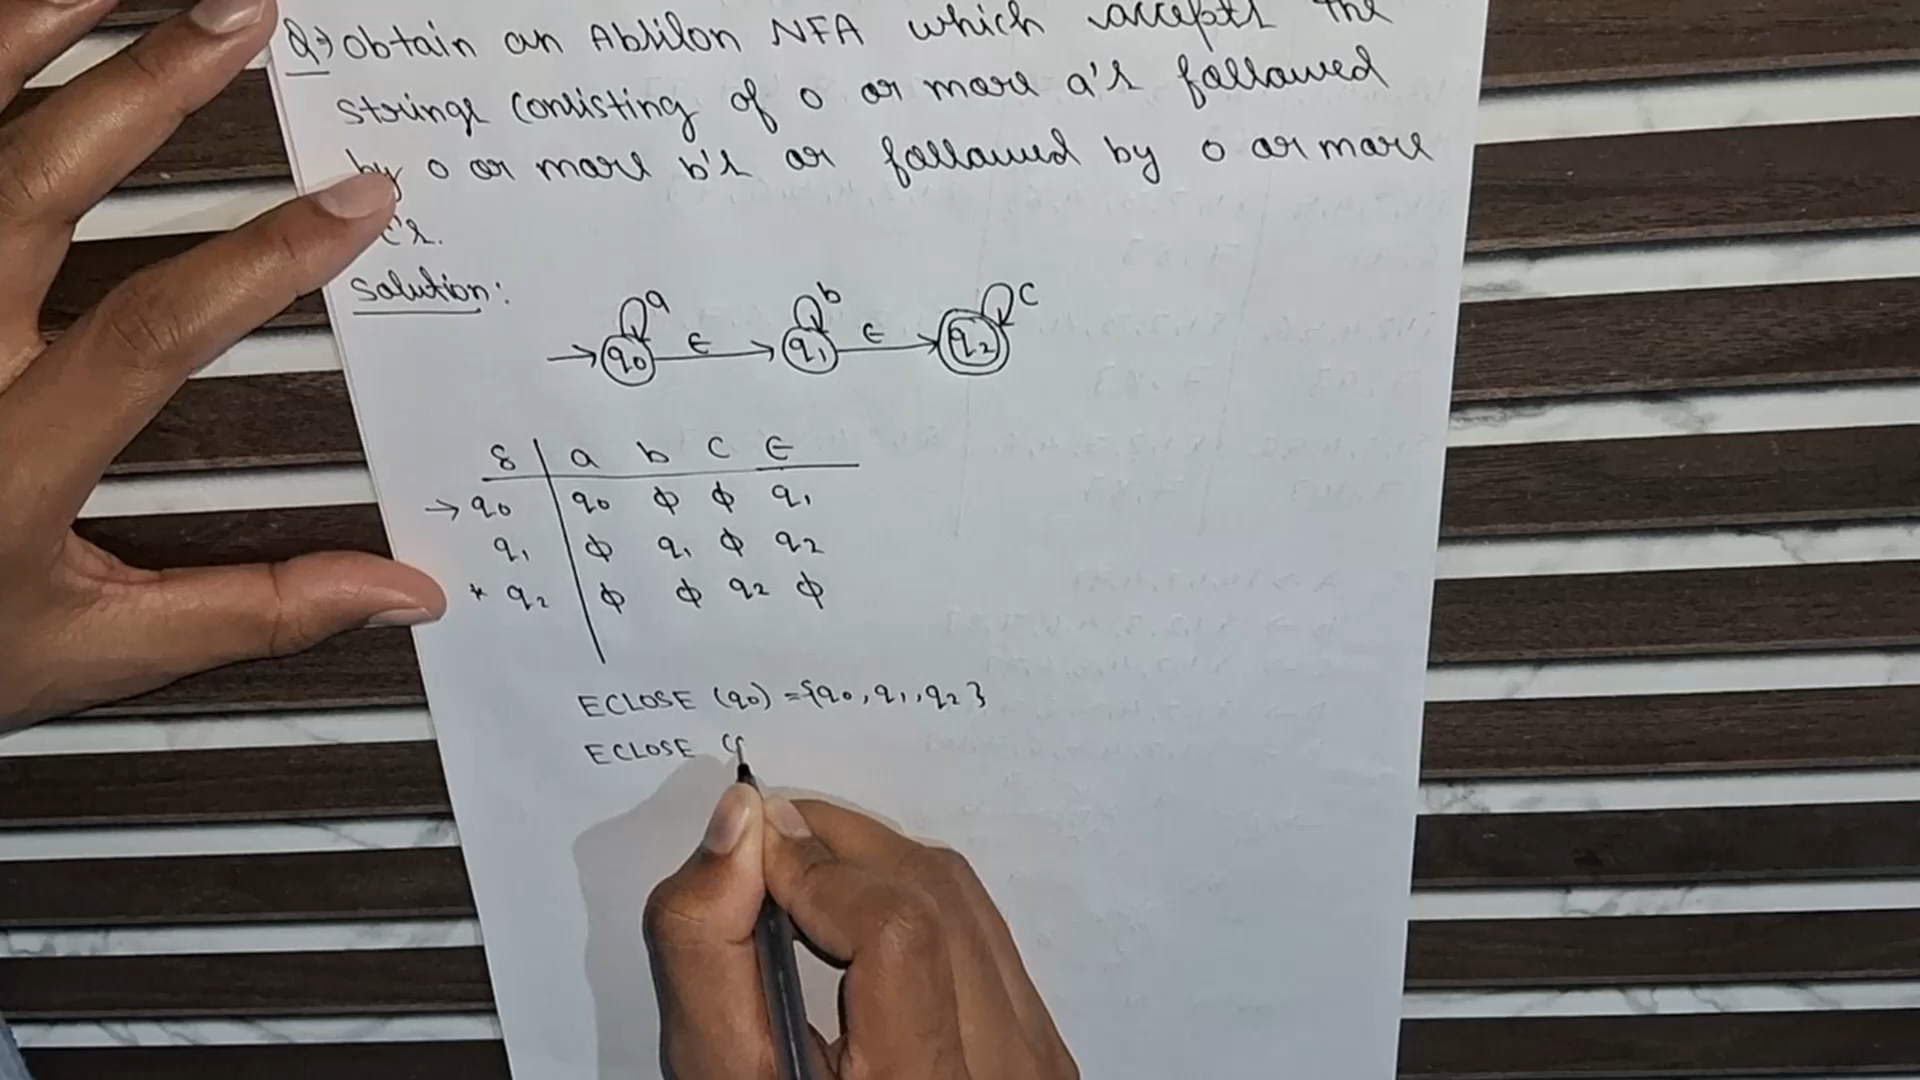 Q→ Obtain an Absilon NFA which accepts the
strings consisting of 0 or more a's followed
by 0 or more b's or followed by 0 or more
c's.
Solution:
a b c
→ q0 ϵ q1 ϵ q2
δ a b c ϵ
→ q0 q0 ϕ ϕ q1
q1 ϕ q1 ϕ q2
* q2 ϕ ϕ q2 ϕ
ECLOSE (q0) = {q0, q1, q2}
ECLOSE (